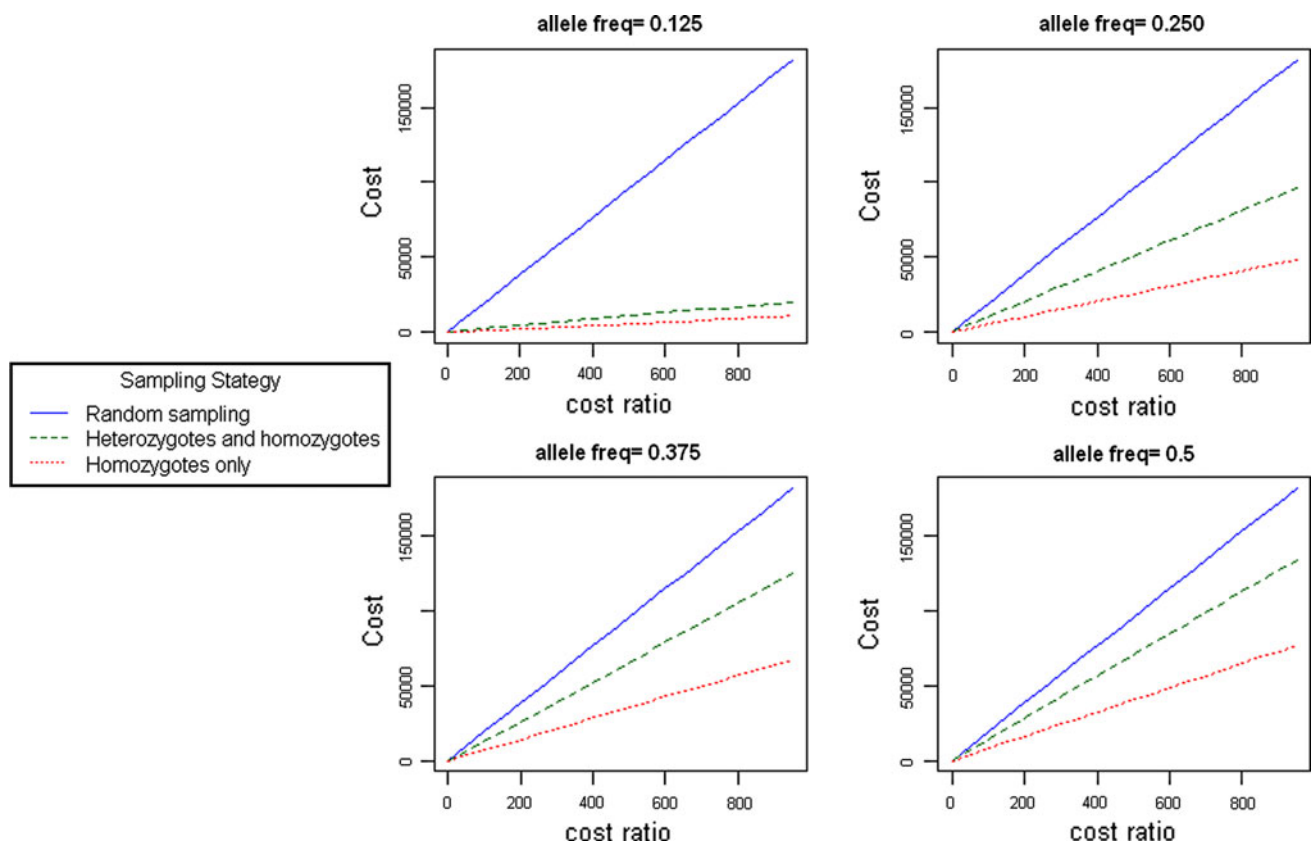 allele freq= 0.125
Cost
0
50000
150000
0
200
400
600
800
cost ratio
allele freq= 0.250
Cost
0
50000
150000
0
200
400
600
800
cost ratio
Sampling Stategy
Random sampling
Heterozygotes and homozygotes
Homozygotes only
allele freq= 0.375
Cost
0
50000
150000
0
200
400
600
800
cost ratio
allele freq= 0.5
Cost
0
50000
150000
0
200
400
600
800
cost ratio